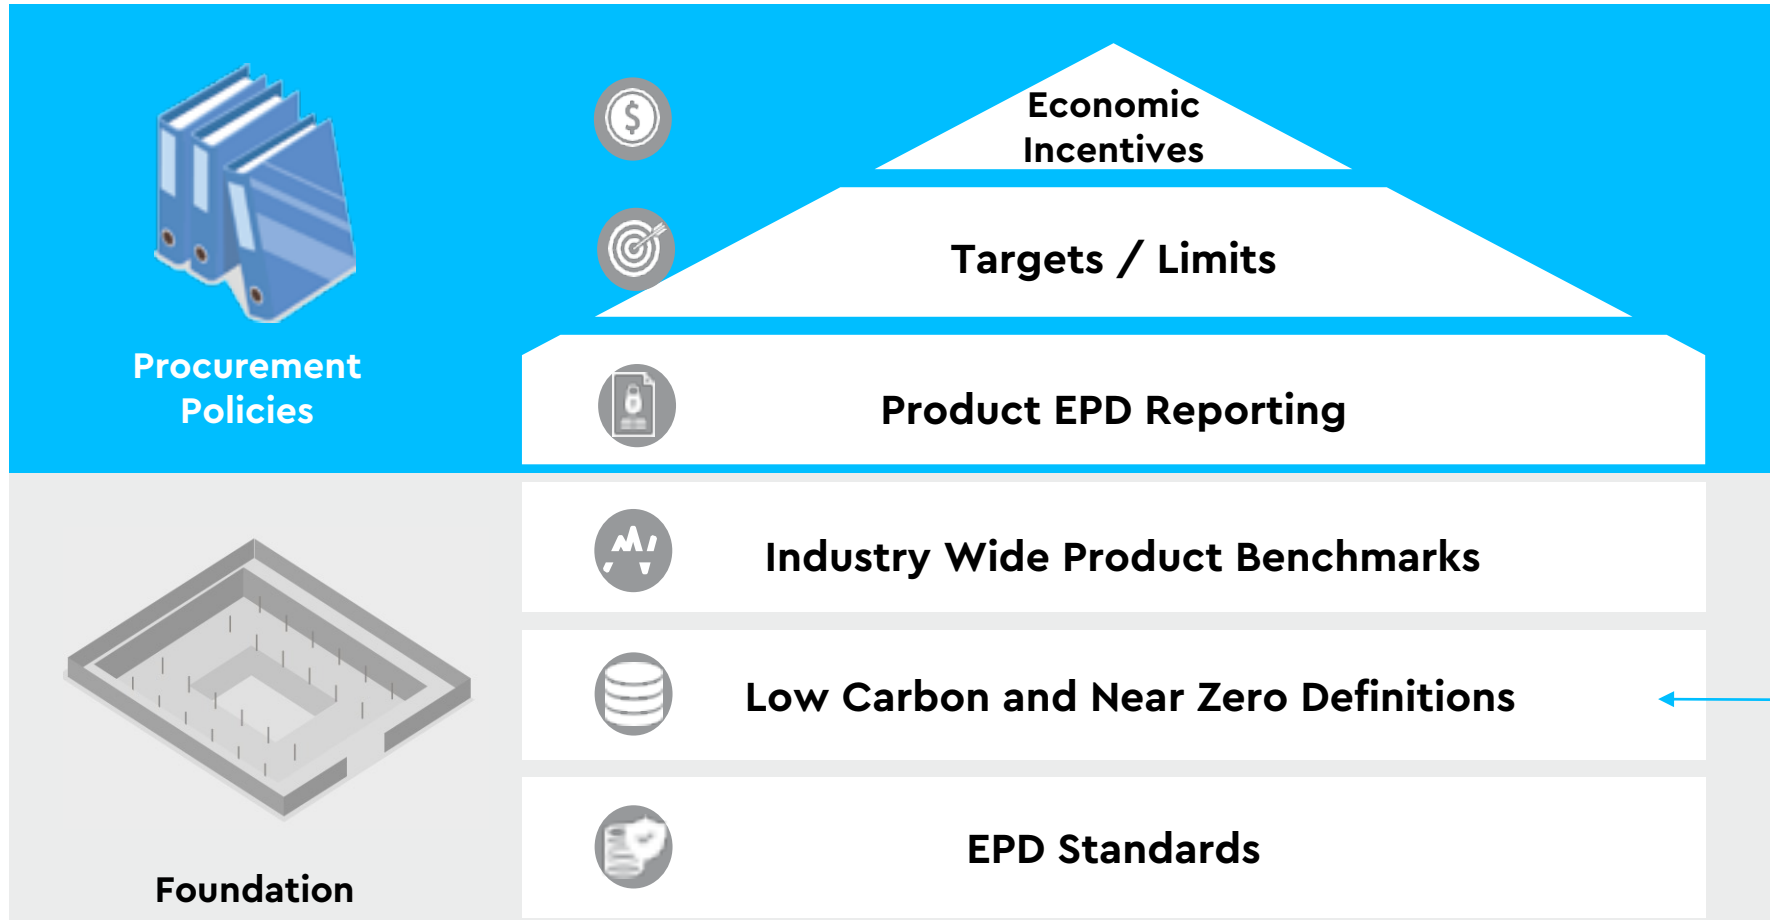 Economic
Incentives
Targets / Limits
Procurement
Policies
Product EPD Reporting
Industry Wide Product Benchmarks
Low Carbon and Near Zero Definitions
EPD Standards
Foundation